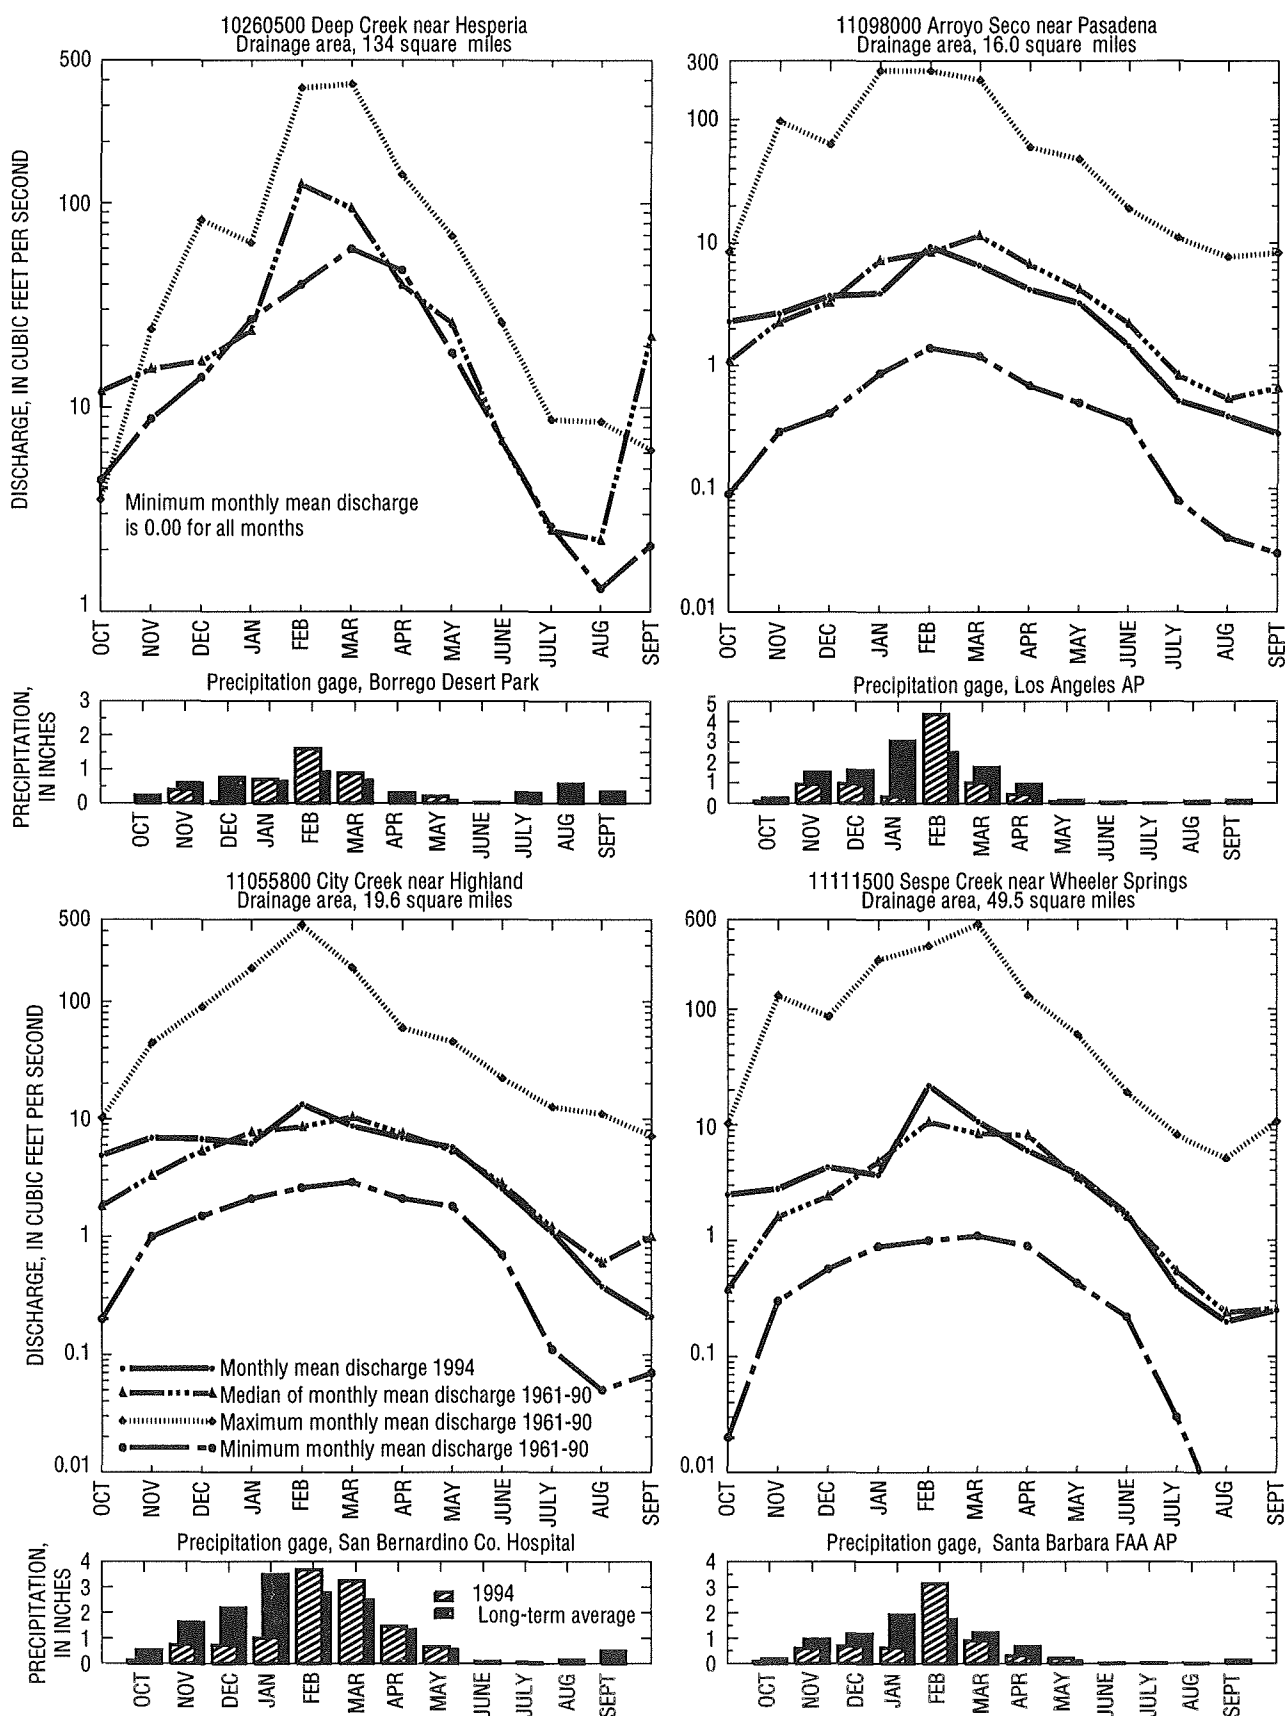 10260500 Deep Creek near Hesperia
Drainage area, 134 square miles
500
100
10
1
DISCHARGE, IN CUBIC FEET PER SECOND
Minimum monthly mean discharge
is 0.00 for all months
OCT NOV DEC JAN FEB MAR APR MAY JUNE JULY AUG SEPT
11098000 Arroyo Seco near Pasadena
Drainage area, 16.0 square miles
300
100
10
1
0.1
0.01
OCT NOV DEC JAN FEB MAR APR MAY JUNE JULY AUG SEPT
Precipitation gage, Borrego Desert Park
PRECIPITATION,
IN INCHES
3
2
1
0
OCT NOV DEC JAN FEB MAR APR MAY JUNE JULY AUG SEPT
Precipitation gage, Los Angeles AP
5
4
3
2
1
0
OCT NOV DEC JAN FEB MAR APR MAY JUNE JULY AUG SEPT
11055800 City Creek near Highland
Drainage area, 19.6 square miles
500
100
10
1
0.1
0.01
DISCHARGE, IN CUBIC FEET PER SECOND
Monthly mean discharge 1994
Median of monthly mean discharge 1961-90
Maximum monthly mean discharge 1961-90
Minimum monthly mean discharge 1961-90
OCT NOV DEC JAN FEB MAR APR MAY JUNE JULY AUG SEPT
11111500 Sespe Creek near Wheeler Springs
Drainage area, 49.5 square miles
600
100
10
1
0.1
0.01
OCT NOV DEC JAN FEB MAR APR MAY JUNE JULY AUG SEPT
Precipitation gage, San Bernardino Co. Hospital
PRECIPITATION,
IN INCHES
4
3
2
1
0
1994
Long-term average
OCT NOV DEC JAN FEB MAR APR MAY JUNE JULY AUG SEPT
Precipitation gage, Santa Barbara FAA AP
4
3
2
1
0
OCT NOV DEC JAN FEB MAR APR MAY JUNE JULY AUG SEPT